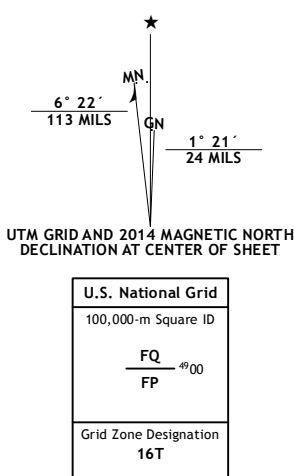 ★
MN
GN
6° 22´
113 MILS
1° 21´
24 MILS
UTM GRID AND 2014 MAGNETIC NORTH
DECLINATION AT CENTER OF SHEET
U.S. National Grid
100,000-m Square ID
FQ
4900
FP
Grid Zone Designation
16T